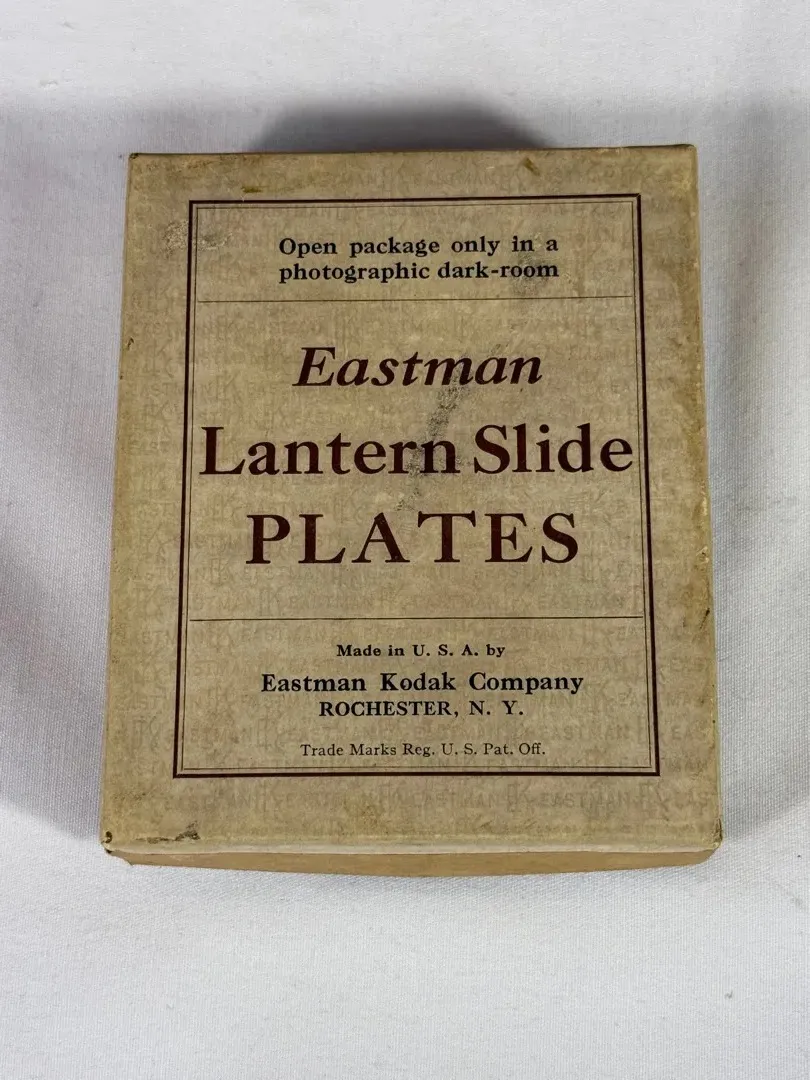 Open package only in a
photographic dark-room
Eastman
Lantern Slide
PLATES
Made in U. S. A. by
Eastman Kodak Company
ROCHESTER, N. Y.
Trade Marks Reg. U. S. Pat. Off.